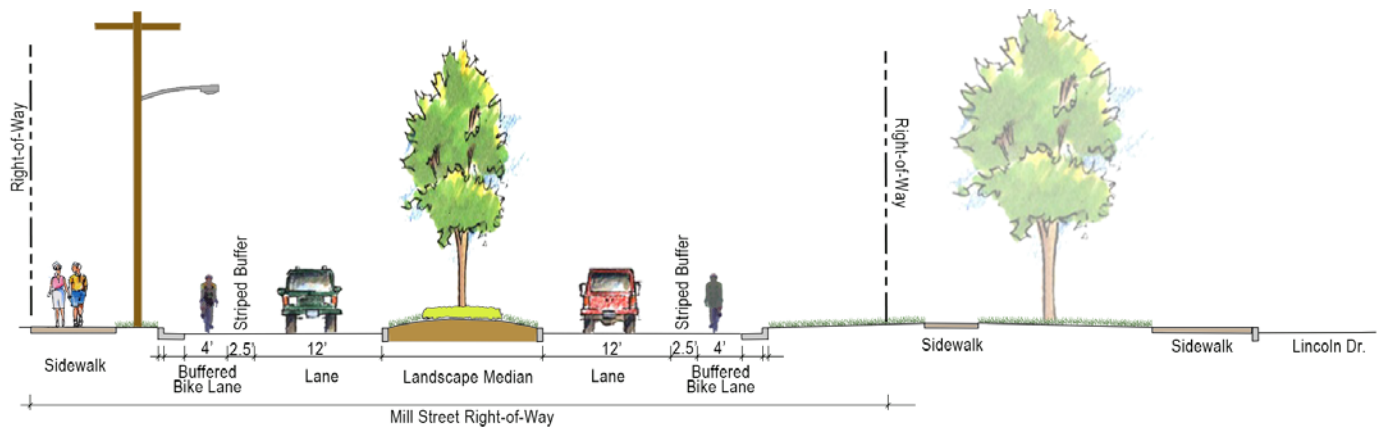 Right-of-Way
Striped Buffer
Striped Buffer
Right-of-Way
4'
2.5'
12'
12'
2.5'
4'
Sidewalk
Buffered
Bike Lane
Lane
Landscape Median
Lane
Buffered
Bike Lane
Sidewalk
Sidewalk
Lincoln Dr.
Mill Street Right-of-Way